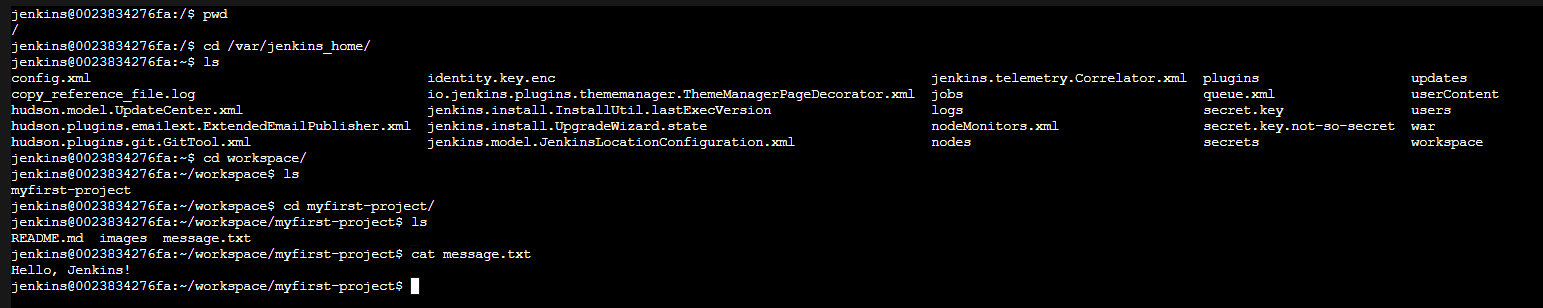 jenkins@0023834276fa:/$ pwd
/
jenkins@0023834276fa:/$ cd /var/jenkins_home/
jenkins@0023834276fa:~$ ls
config.xml identity.key.enc jenkins.telemetry.Correlator.xml plugins updates
copy_reference_file.log io.jenkins.plugins.thememanager.ThemeManagerPageDecorator.xml jobs queue.xml userContent
hudson.model.UpdateCenter.xml jenkins.install.InstallUtil.lastExecVersion logs secret.key users
hudson.plugins.emailext.ExtendedEmailPublisher.xml jenkins.install.UpgradeWizard.state nodeMonitors.xml secret.key.not-so-secret war
hudson.plugins.git.GitTool.xml jenkins.model.JenkinsLocationConfiguration.xml nodes secrets workspace
jenkins@0023834276fa:~$ cd workspace/
jenkins@0023834276fa:~/workspace$ ls
myfirst-project
jenkins@0023834276fa:~/workspace$ cd myfirst-project/
jenkins@0023834276fa:~/workspace/myfirst-project$ ls
README.md images message.txt
jenkins@0023834276fa:~/workspace/myfirst-project$ cat message.txt
Hello, Jenkins!
jenkins@0023834276fa:~/workspace/myfirst-project$